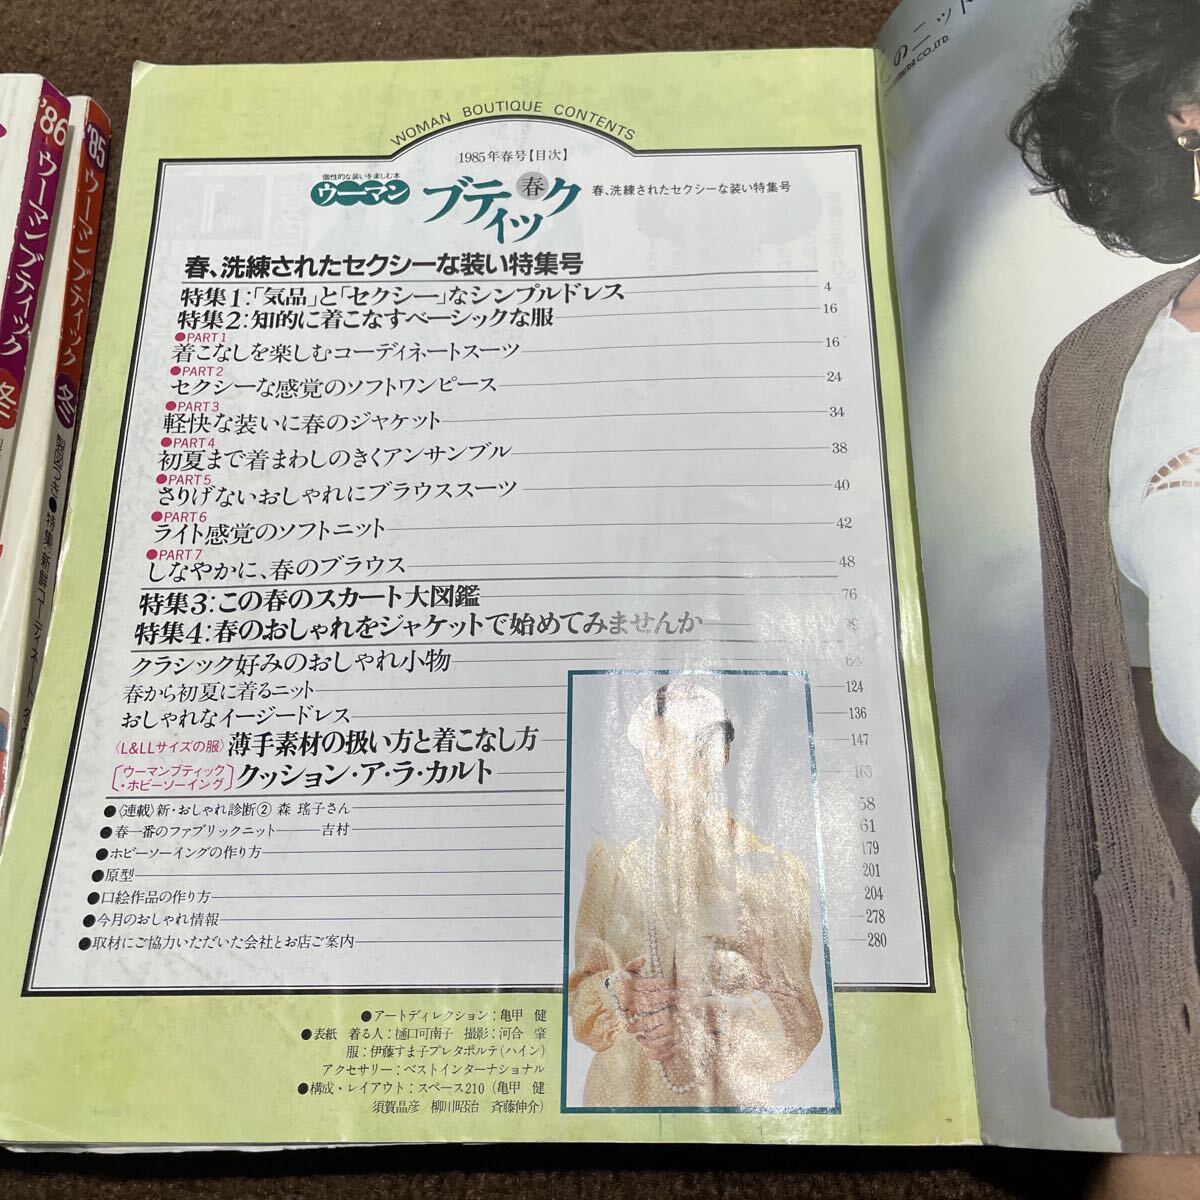 WOMAN BOUTIQUE CONTENTS
1985年春号【目次】
個性的な装いを楽しむ本
ウーマン
ブティック
春
春、洗練されたセクシーな装い特集号
春、洗練されたセクシーな装い特集号
特集1:「気品」と「セクシー」なシンプルドレス 4
特集2:知的に着こなすベーシックな服 16
●PART1
着こなしを楽しむコーディネートスーツ 16
●PART2
セクシーな感覚のソフトワンピース 24
●PART3
軽快な装いに春のジャケット 34
●PART4
初夏まで着まわしのきくアンサンブル 38
●PART5
さりげないおしゃれにブラウススーツ 40
●PART6
ライト感覚のソフトニット 42
●PART7
しなやかに、春のブラウス 48
特集3:この春のスカート大図鑑 76
特集4:春のおしゃれをジャケットで始めてみませんか
クラシック好みのおしゃれ小物
春から初夏に着るニット 124
おしゃれなイージードレス 136
〈L&LLサイズの服〉薄手素材の扱い方と着こなし方 147
[ウーマンブティック・ホビーソーイング] クッション・ア・ラ・カルト 163
●〈連載〉新・おしゃれ診断② 森 瑤子さん 58
●春一番のファブリックニット 吉村 61
●ホビーソーイングの作り方 179
●原型 201
●口絵作品の作り方 204
●今月のおしゃれ情報 278
●取材にご協力いただいた会社とお店ご案内 280
●アートディレクション:亀甲 健
●表紙 着る人:樋口可南子 撮影:河合 肇
服:伊藤すま子プレタポルテ(ハイン)
アクセサリー:ベストインターナショナル
●構成・レイアウト:スペース210(亀甲 健
須賀晶彦 柳川昭治 斉藤伸介)
'86 ウーマンブティック 冬
'85 ウーマンブティック 冬
のニット
MURA CO.,LTD.